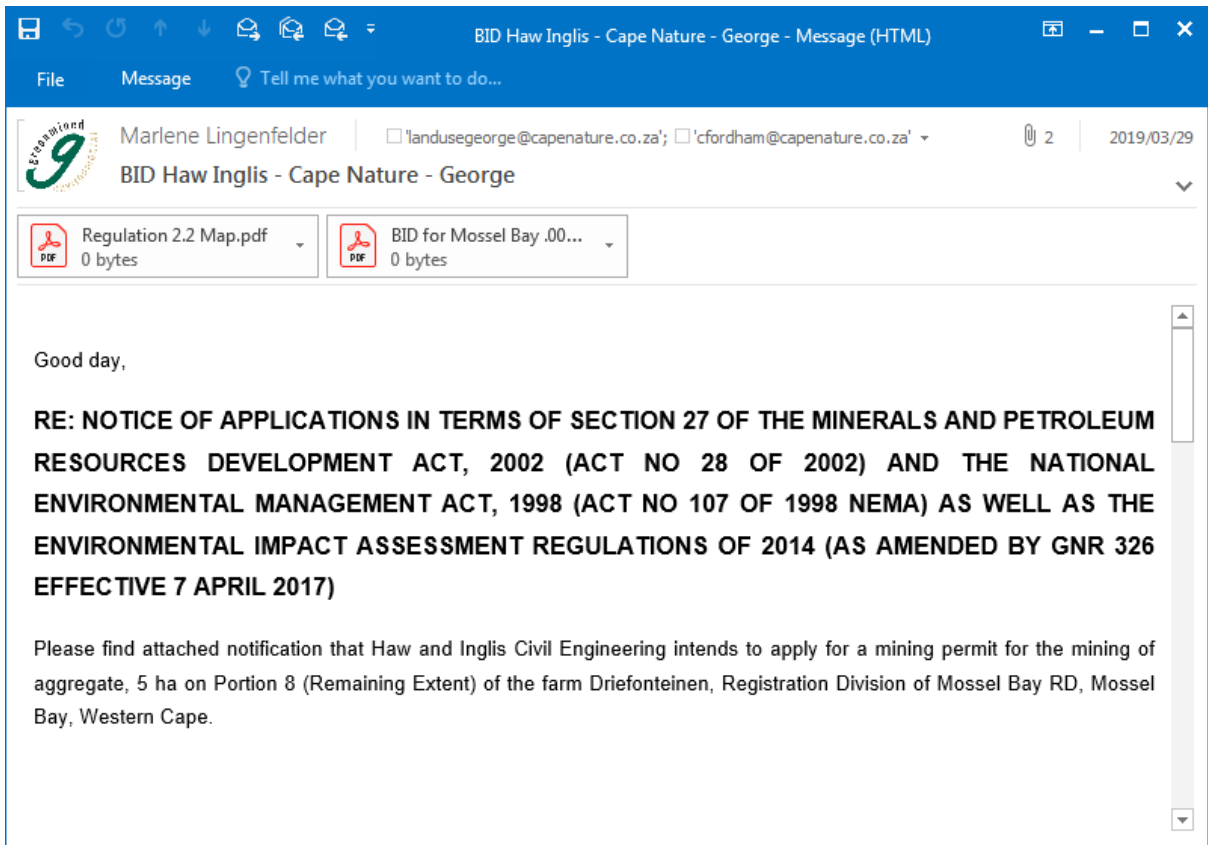 BID Haw Inglis - Cape Nature - George - Message (HTML)
File Message Tell me what you want to do...
Marlene Lingenfelder 'landusegeorge@capenature.co.za'; 'cfordham@capenature.co.za' 2 2019/03/29
BID Haw Inglis - Cape Nature - George
Regulation 2.2 Map.pdf
0 bytes
BID for Mossel Bay .00...
0 bytes
Good day,
RE: NOTICE OF APPLICATIONS IN TERMS OF SECTION 27 OF THE MINERALS AND PETROLEUM
RESOURCES DEVELOPMENT ACT, 2002 (ACT NO 28 OF 2002) AND THE NATIONAL
ENVIRONMENTAL MANAGEMENT ACT, 1998 (ACT NO 107 OF 1998 NEMA) AS WELL AS THE
ENVIRONMENTAL IMPACT ASSESSMENT REGULATIONS OF 2014 (AS AMENDED BY GNR 326
EFFECTIVE 7 APRIL 2017)
Please find attached notification that Haw and Inglis Civil Engineering intends to apply for a mining permit for the mining of
aggregate, 5 ha on Portion 8 (Remaining Extent) of the farm Driefonteinen, Registration Division of Mossel Bay RD, Mossel
Bay, Western Cape.